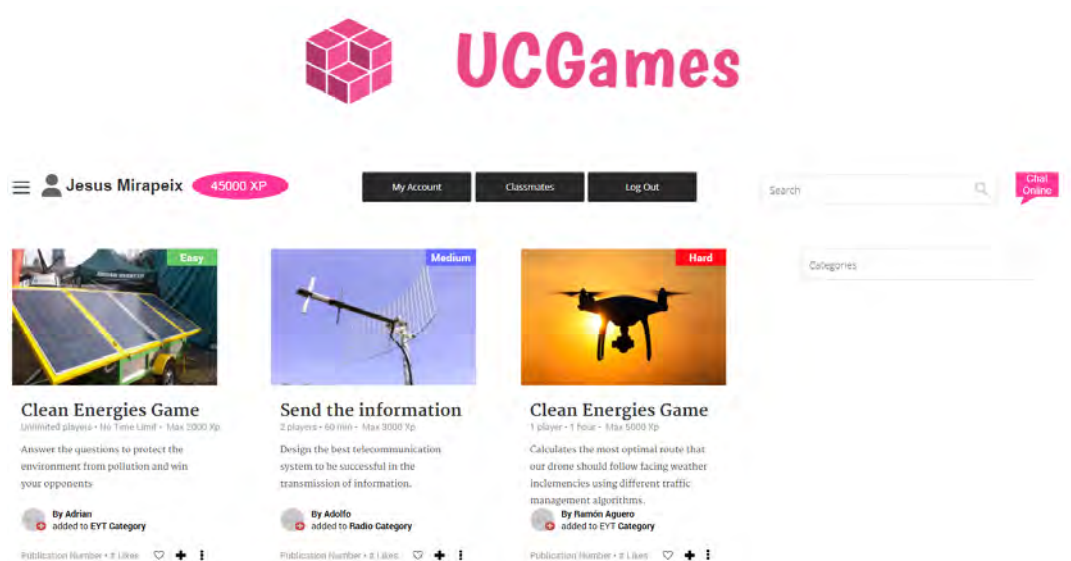 UCGames
Jesus Mirapeix
45000 XP
My Account
Classmates
Log Out
Search
Chat
Online
Categories
Easy
Clean Energies Game
Unlimited players • No Time Limit • Max 2000 Xp
Answer the questions to protect the
environment from pollution and win
your opponents
By Adrian
added to EYT Category
Publication Number • # Likes
Medium
Send the information
2 players • 60 min • Max 3000 Xp
Design the best telecommunication
system to be successful in the
transmission of information.
By Adolfo
added to Radio Category
Publication Number • # Likes
Hard
Clean Energies Game
1 player • 1 hour • Max 5000 Xp
Calculates the most optimal route that
our drone should follow facing weather
inclemencies using different traffic
management algorithms.
By Ramón Aguero
added to EYT Category
Publication Number • # Likes